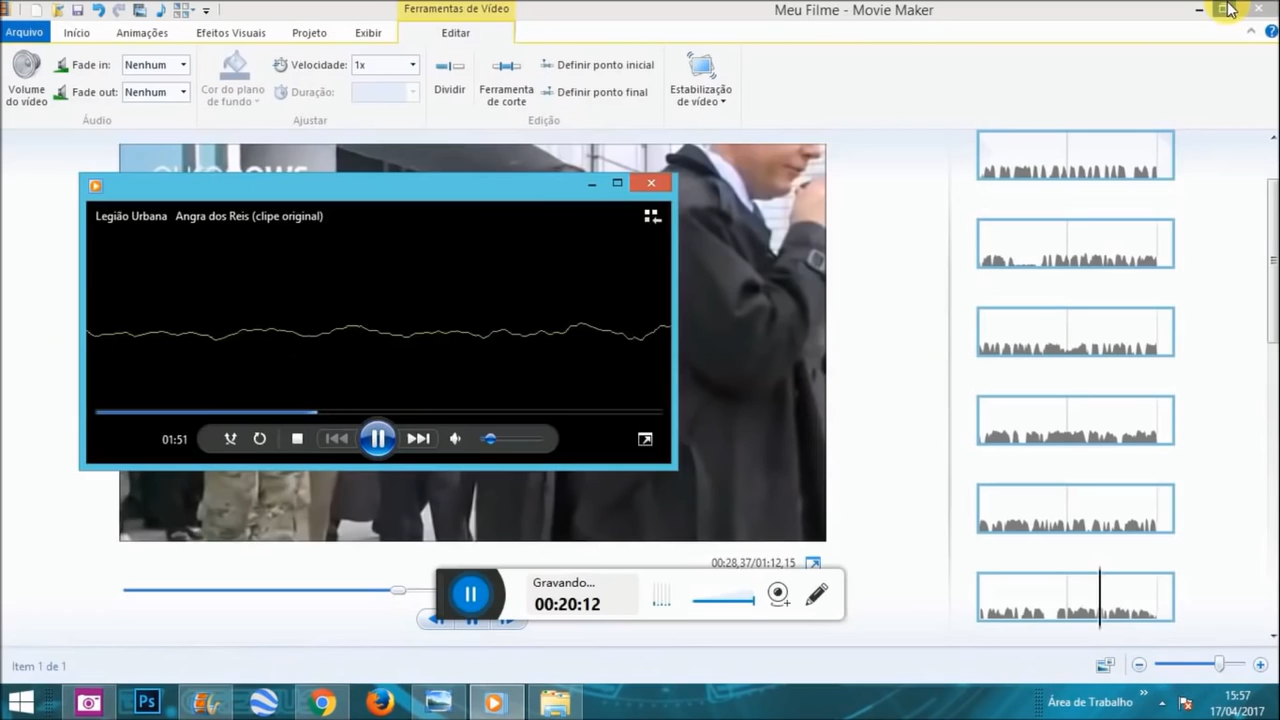 Ferramentas de Vídeo
Meu Filme - Movie Maker
Arquivo
Início
Animações
Efeitos Visuais
Projeto
Exibir
Editar
Volume do vídeo
Fade in: Nenhum
Fade out: Nenhum
Áudio
Cor do plano de fundo
Velocidade: 1x
Duração:
Ajustar
Dividir
Ferramenta de corte
Definir ponto inicial
Definir ponto final
Edição
Estabilização de vídeo
Legião Urbana Angra dos Reis (clipe original)
01:51
00:28,37/01:12,15
Gravando...
00:20:12
Item 1 de 1
Ps
Área de Trabalho
15:57
17/04/2017